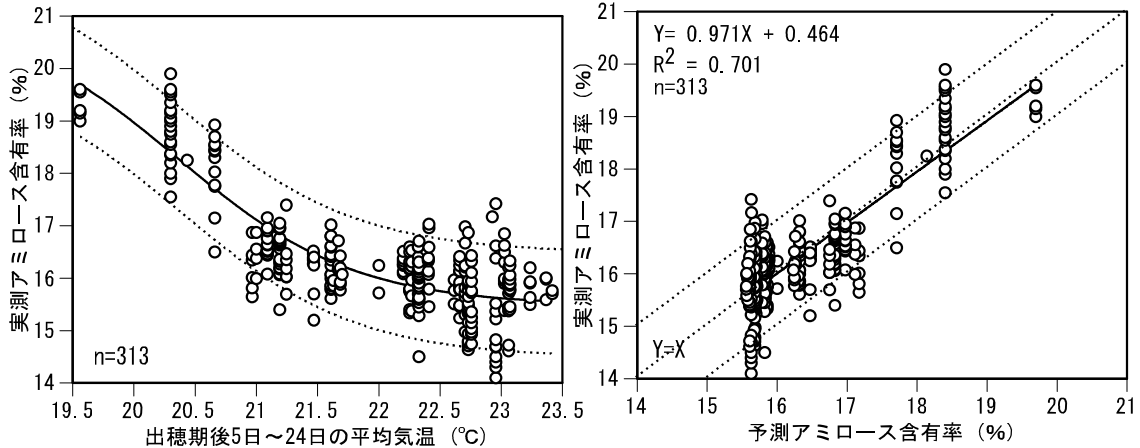 21
20
19
18
17
16
15
14
実測アミロース含有率 (%)
n=313
19.5 20 20.5 21 21.5 22 22.5 23 23.5
出穂期後5日～24日の平均気温 (℃)
21
20
19
18
17
16
15
14
実測アミロース含有率 (%)
Y= 0.971X + 0.464
R² = 0.701
n=313
Y=X
14 15 16 17 18 19 20 21
予測アミロース含有率 (%)